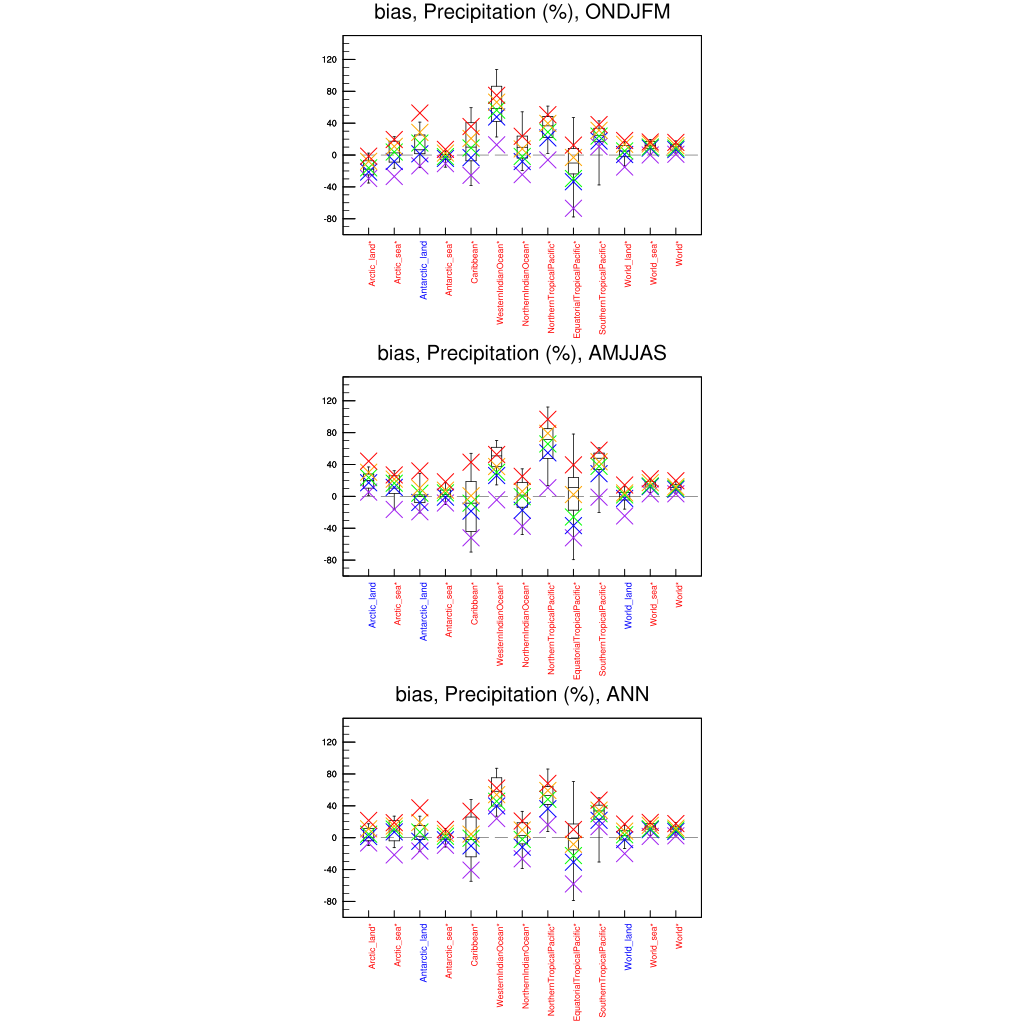 bias, Precipitation (%), ONDJFM
120
80
40
0
-40
-80
Arctic_land*
Arctic_sea*
Antarctic_land
Antarctic_sea*
Caribbean*
WesternIndianOcean*
NorthernIndianOcean*
NorthernTropicalPacific*
EquatorialTropicalPacific*
SouthernTropicalPacific*
World_land*
World_sea*
World*
bias, Precipitation (%), AMJJAS
120
80
40
0
-40
-80
Arctic_land
Arctic_sea*
Antarctic_land
Antarctic_sea*
Caribbean*
WesternIndianOcean*
NorthernIndianOcean*
NorthernTropicalPacific*
EquatorialTropicalPacific*
SouthernTropicalPacific*
World_land
World_sea*
World*
bias, Precipitation (%), ANN
120
80
40
0
-40
-80
Arctic_land*
Arctic_sea*
Antarctic_land
Antarctic_sea*
Caribbean*
WesternIndianOcean*
NorthernIndianOcean*
NorthernTropicalPacific*
EquatorialTropicalPacific*
SouthernTropicalPacific*
World_land
World_sea*
World*